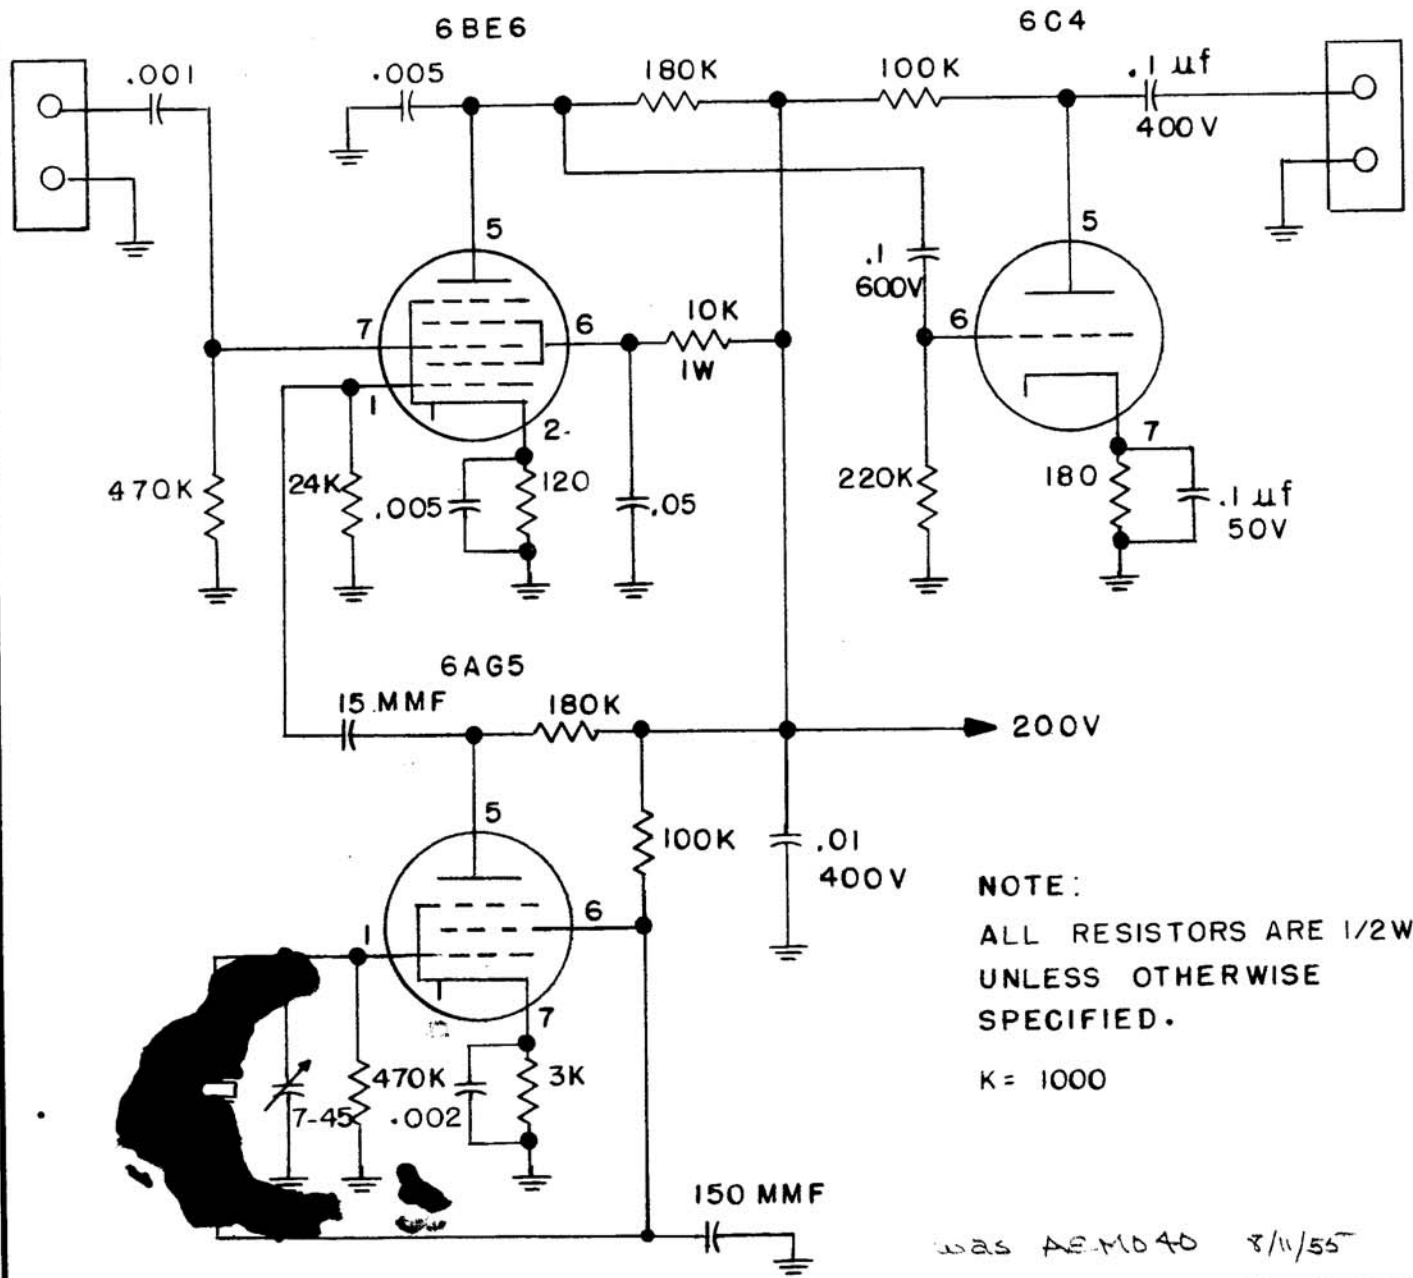 6BE6
6C4
.001
.005
180K
100K
.1 µf
400V
5
5
.1
600V
7
6
10K
1W
6
1
2
7
470K
24K
.005
120
.05
220K
180
.1 µf
50V
6AG5
15 MMF
180K
200V
5
100K
.01
400V
6
1
7
470K
3K
7-45
.002
150 MMF
NOTE:
ALL RESISTORS ARE 1/2W
UNLESS OTHERWISE
SPECIFIED.
K= 1000
was 8/11/55